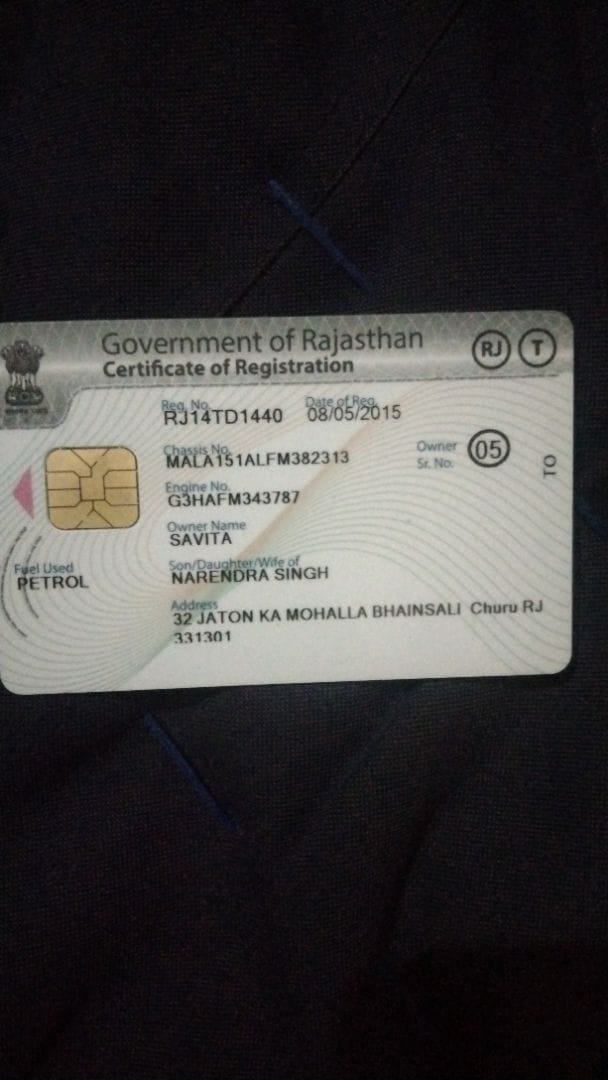 Government of Rajasthan
Certificate of Registration
RJ
T
Reg. No.
RJ14TD1440
Date of Reg.
08/05/2015
Chassis No.
MALA151ALFM382313
Owner
Sr. No.
05
TO
Engine No.
G3HAFM343787
Owner Name
SAVITA
Fuel Used
PETROL
Son/Daughter/Wife of
NARENDRA SINGH
Address
32 JATON KA MOHALLA BHAINSALI Churu RJ
331301